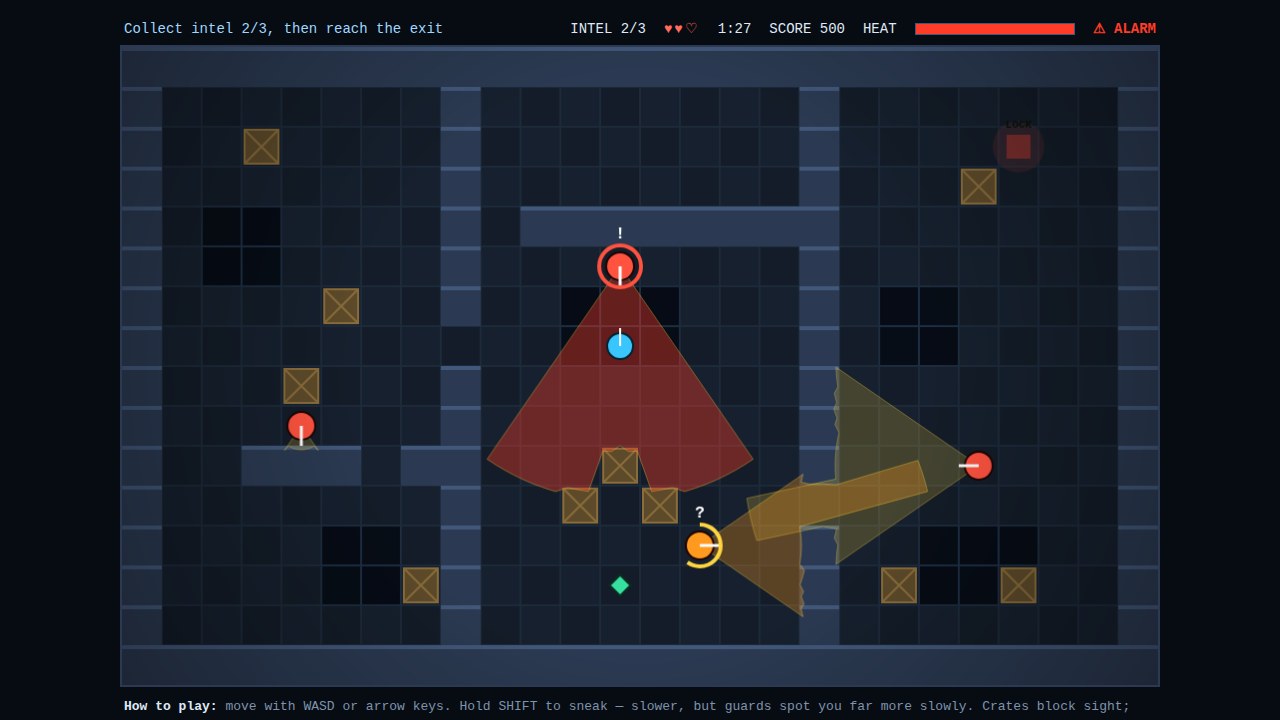 Collect intel 2/3, then reach the exit
INTEL 2/3 ♥♥♡ 1:27 SCORE 500 HEAT ⚠ ALARM
LOCK
!
?
How to play: move with WASD or arrow keys. Hold SHIFT to sneak — slower, but guards spot you far more slowly. Crates block sight;